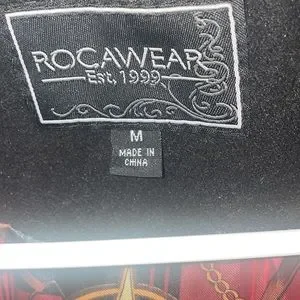 ROCAWEAR
Est. 1999
M
MADE IN
CHINA